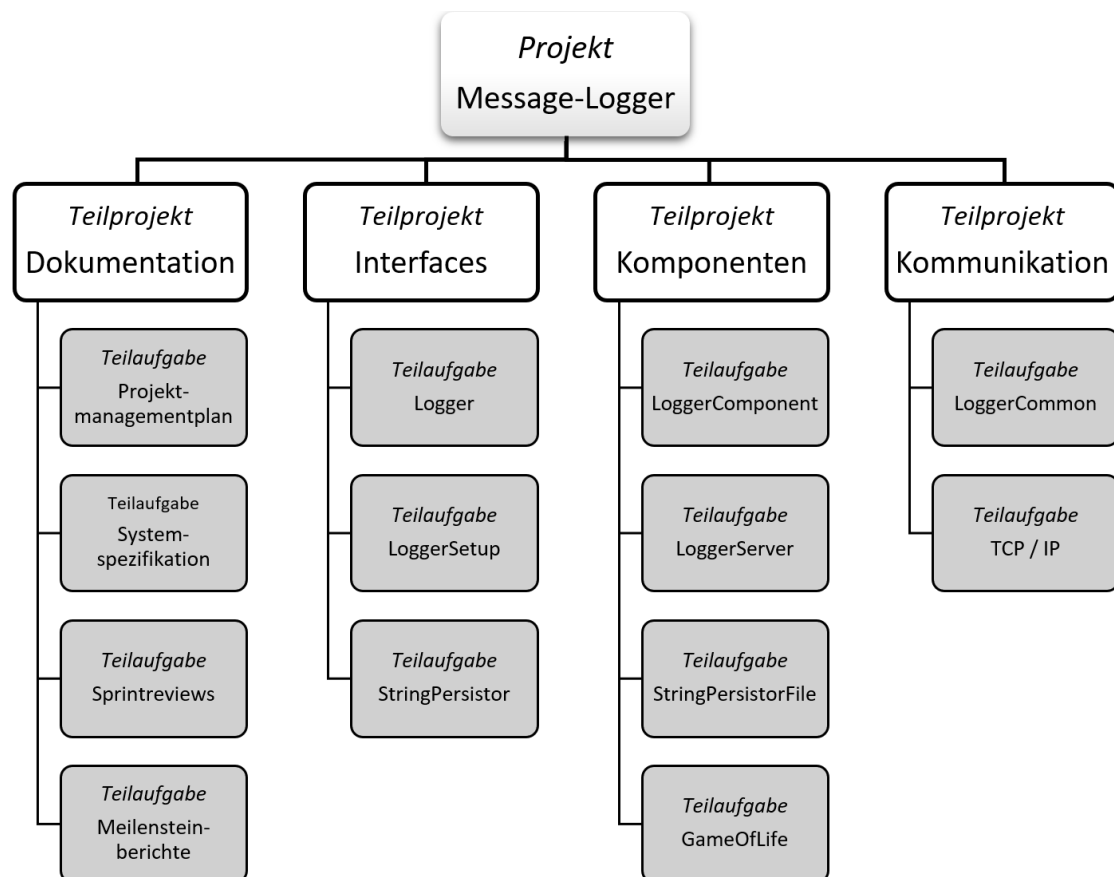 Projekt
Message-Logger
Teilprojekt
Dokumentation
Teilaufgabe
Projekt-
managementplan
Teilaufgabe
System-
spezifikation
Teilaufgabe
Sprintreviews
Teilaufgabe
Meilenstein-
berichte
Teilprojekt
Interfaces
Teilaufgabe
Logger
Teilaufgabe
LoggerSetup
Teilaufgabe
StringPersistor
Teilprojekt
Komponenten
Teilaufgabe
LoggerComponent
Teilaufgabe
LoggerServer
Teilaufgabe
StringPersistorFile
Teilaufgabe
GameOfLife
Teilprojekt
Kommunikation
Teilaufgabe
LoggerCommon
Teilaufgabe
TCP / IP